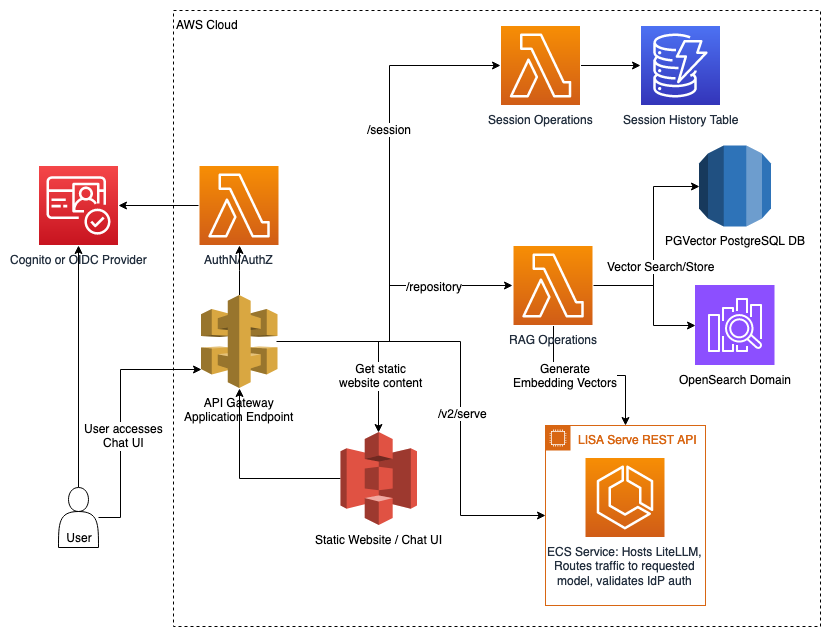 AWS Cloud
Session Operations
Session History Table
/session
Cognito or OIDC Provider
AuthN/AuthZ
PGVector PostgreSQL DB
Vector Search/Store
/repository
RAG Operations
OpenSearch Domain
Get static
website content
Generate
Embedding Vectors
API Gateway
Application Endpoint
/v2/serve
User accesses
Chat UI
LISA Serve REST API
User
Static Website / Chat UI
ECS Service: Hosts LiteLLM,
Routes traffic to requested
model, validates IdP auth